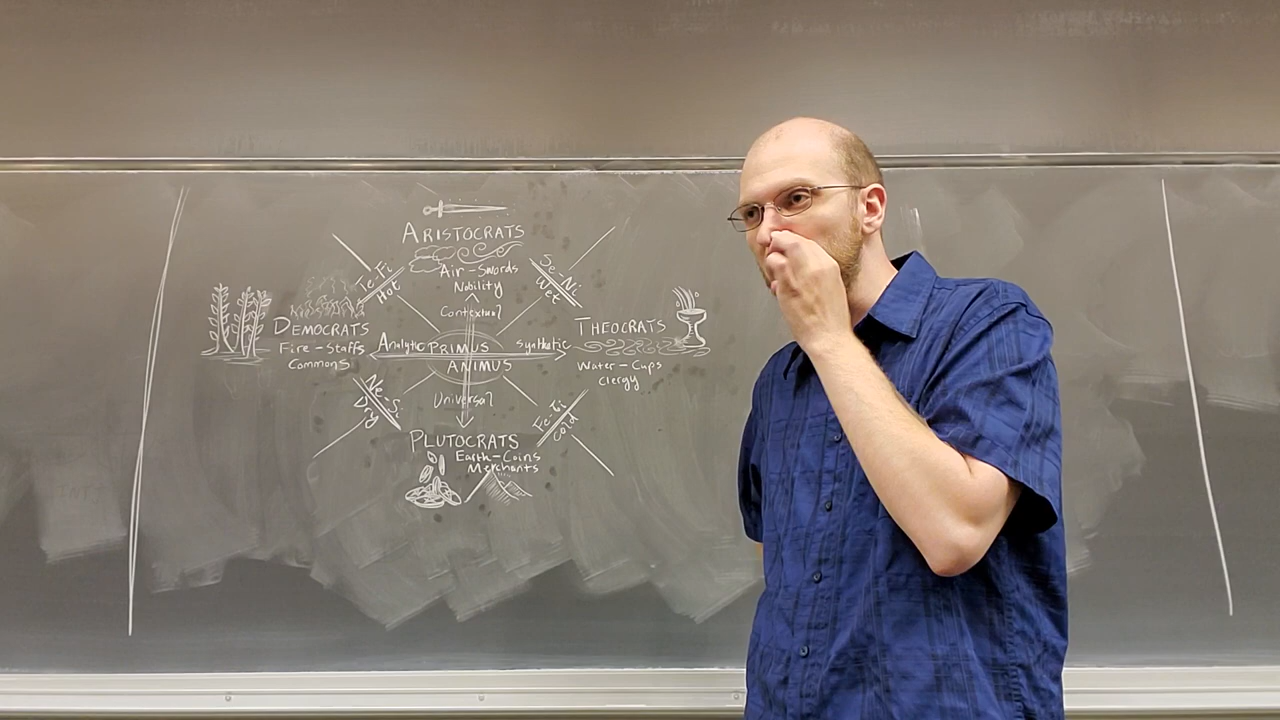 ARISTOCRATS
Air-Swords
Nobility
Te-Fi
Hot
Se-Ni
Wet
Contextual
DEMOCRATS
Fire-Staffs
Commons
THEOCRATS
Water-Cups
Clergy
Analytic
PRIMUS
synthetic
ANIMUS
Universal
Ne-Si
Dry
Fe-Ti
Cold
PLUTOCRATS
Earth-Coins
Merchants